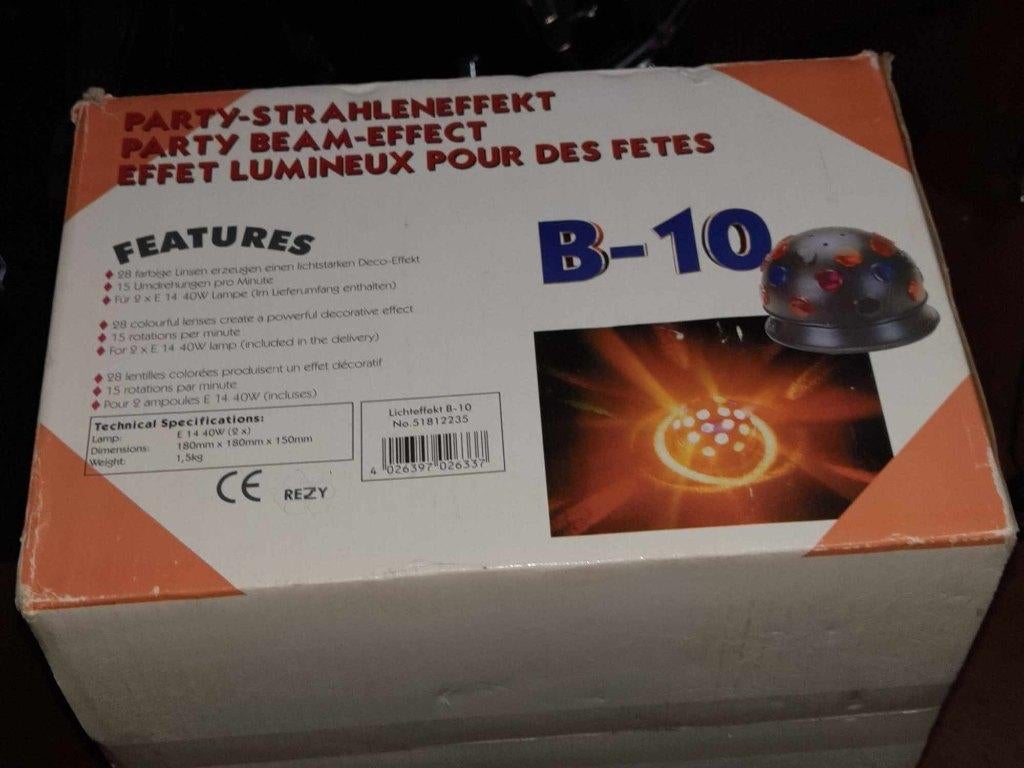 PARTY-STRAHLENEFFEKT
PARTY BEAM-EFFECT
EFFET LUMINEUX POUR DES FETES
FEATURES
28 farbige Linsen erzeugen einen lichtstarken Deco-Effekt
15 Umdrehungen pro Minute
Für 2 x E 14 40W Lampe (Im Lieferumfang enthalten)
28 colourful lenses create a powerful decorative effect
15 rotations per minute
For 2 x E 14 40W lamp (included in the delivery)
28 lentilles colorées produisent un effet décoratif
15 rotations par minute
Pour 2 ampoules E 14 40W (incluses)
Technical Specifications:
Lamp: E 14 40W (2 x)
Dimensions: 180mm x 180mm x 150mm
Weight: 1,5kg
Lichteffekt B-10
No.51812235
4 026397 026337
CE REZY
B-10